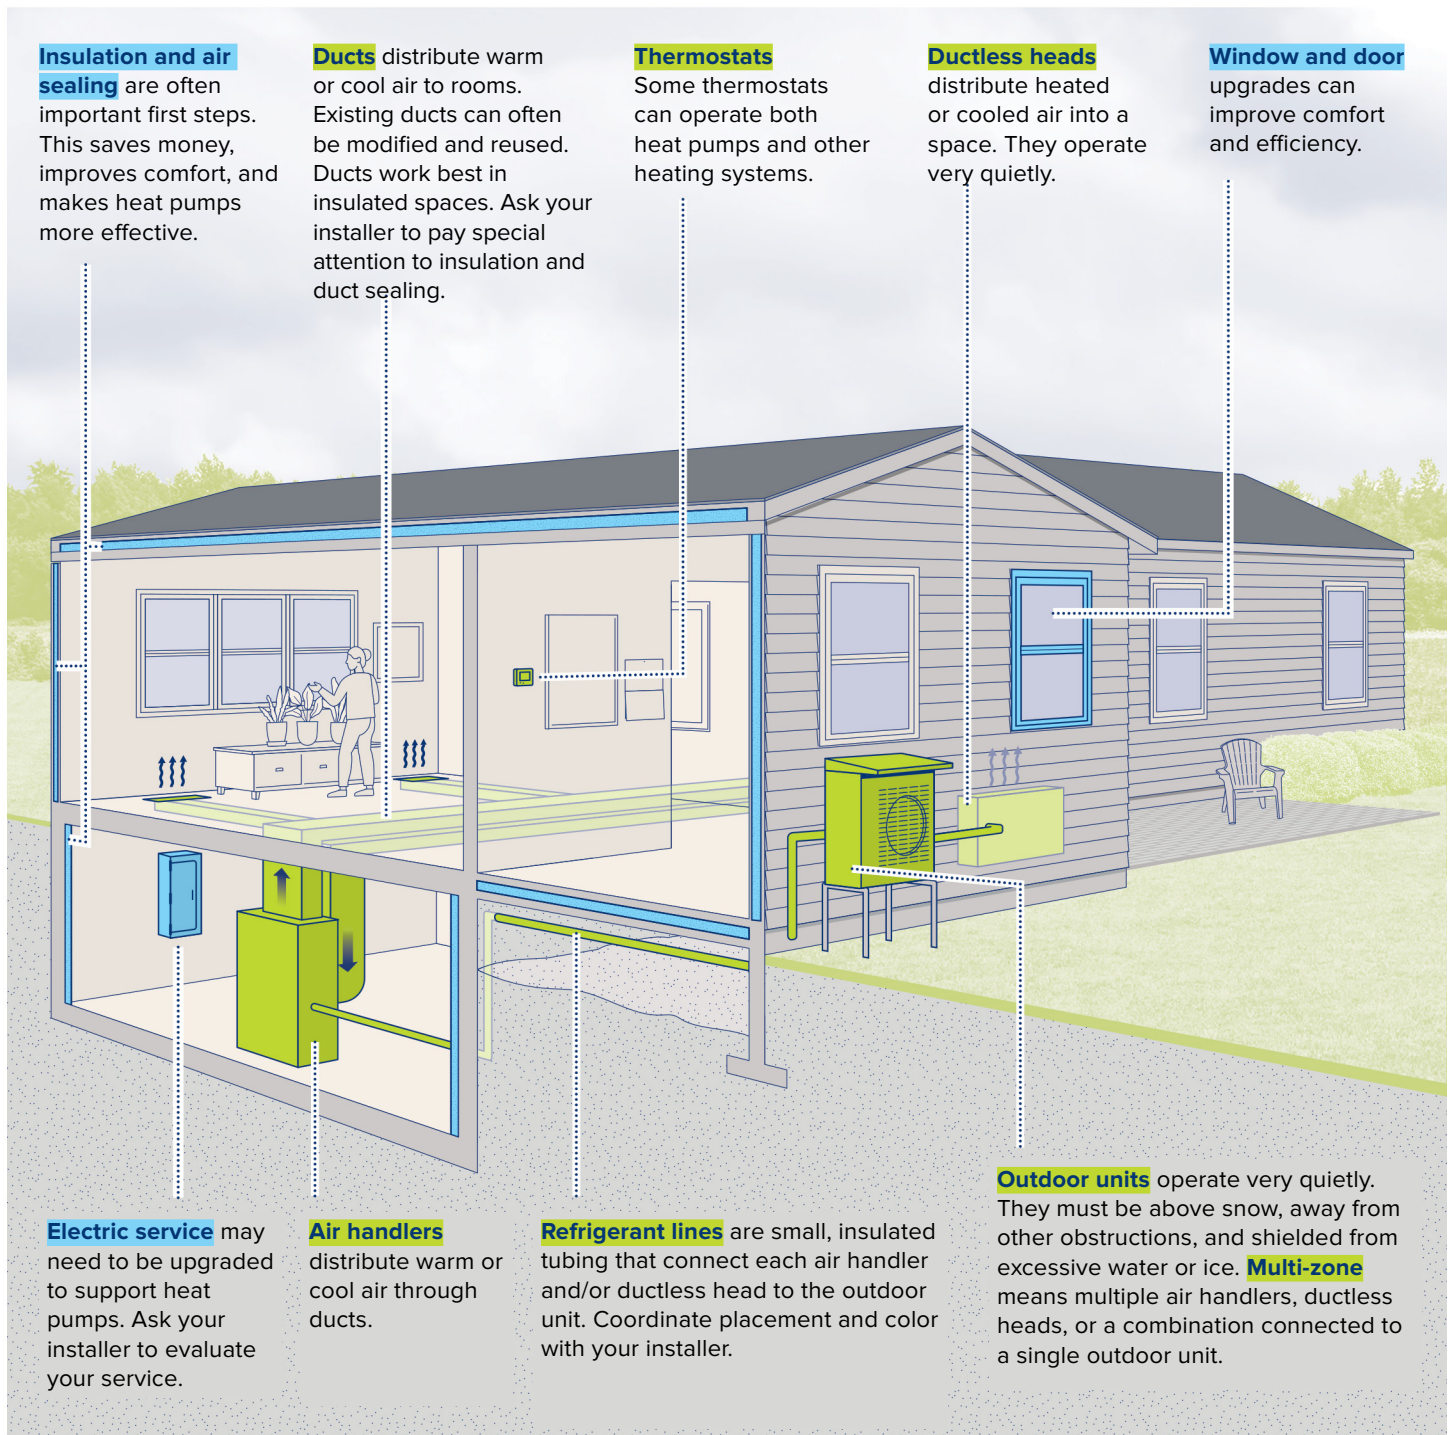 Insulation and air
sealing are often
important first steps.
This saves money,
improves comfort, and
makes heat pumps
more effective.
Ducts distribute warm
or cool air to rooms.
Existing ducts can often
be modified and reused.
Ducts work best in
insulated spaces. Ask your
installer to pay special
attention to insulation and
duct sealing.
Thermostats
Some thermostats
can operate both
heat pumps and other
heating systems.
Ductless heads
distribute heated
or cooled air into a
space. They operate
very quietly.
Window and door
upgrades can
improve comfort
and efficiency.
Electric service may
need to be upgraded
to support heat
pumps. Ask your
installer to evaluate
your service.
Air handlers
distribute warm or
cool air through
ducts.
Refrigerant lines are small, insulated
tubing that connect each air handler
and/or ductless head to the outdoor
unit. Coordinate placement and color
with your installer.
Outdoor units operate very quietly.
They must be above snow, away from
other obstructions, and shielded from
excessive water or ice. Multi-zone
means multiple air handlers, ductless
heads, or a combination connected to
a single outdoor unit.